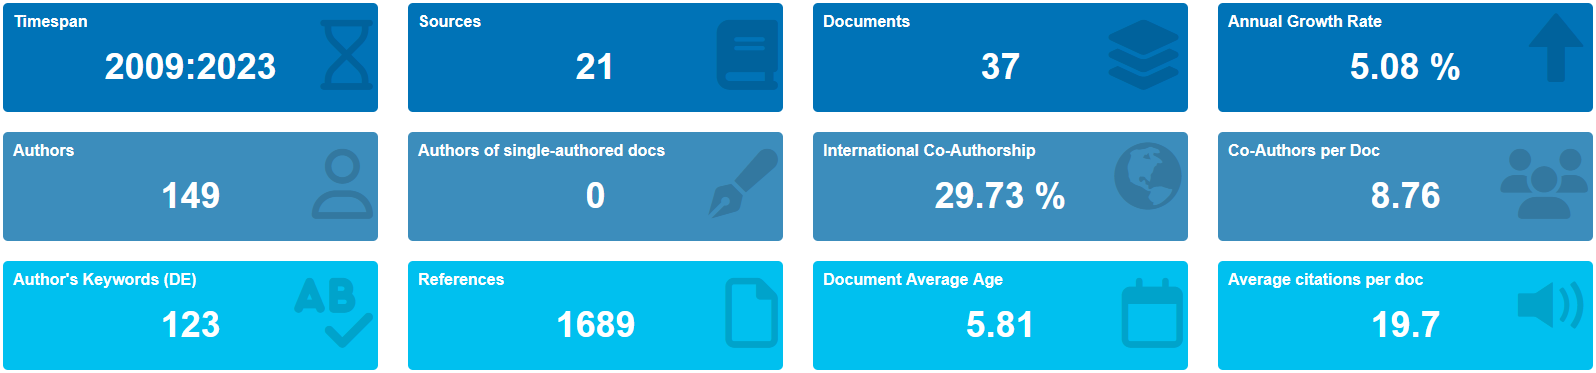 Timespan
2009:2023
Sources
21
Documents
37
Annual Growth Rate
5.08 %
Authors
149
Authors of single-authored docs
0
International Co-Authorship
29.73 %
Co-Authors per Doc
8.76
Author's Keywords (DE)
123
AB
References
1689
Document Average Age
5.81
Average citations per doc
19.7